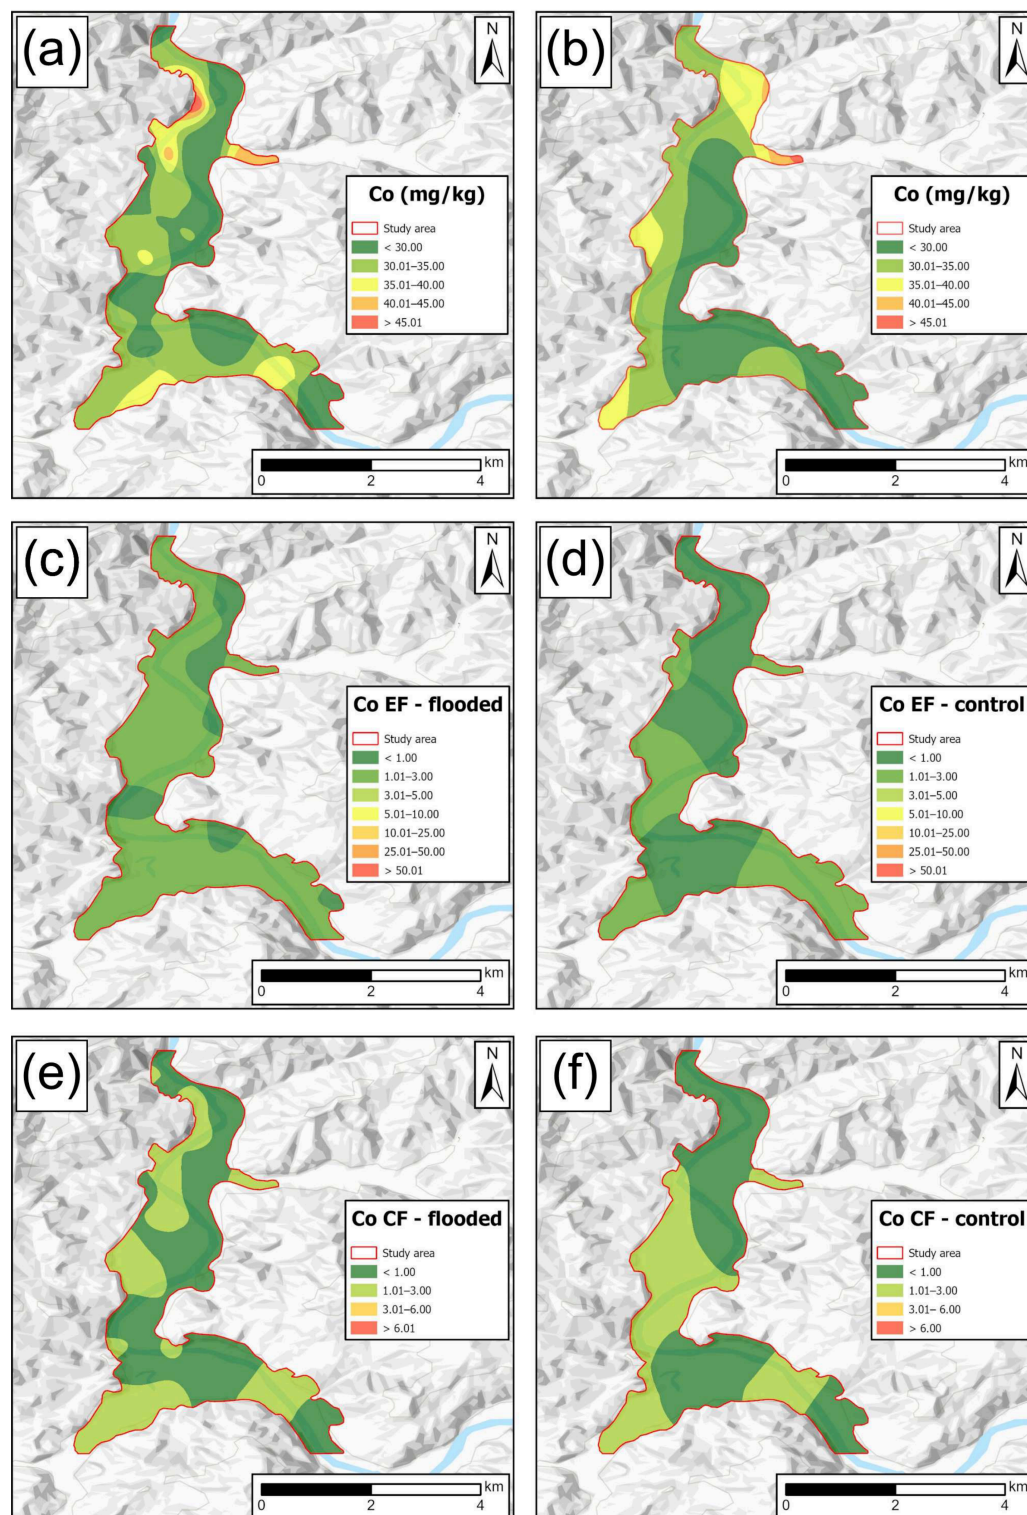 (a)
N
Co (mg/kg)
Study area
< 30.00
30.01–35.00
35.01–40.00
40.01–45.00
> 45.01
km
0 2 4
(b)
N
Co (mg/kg)
Study area
< 30.00
30.01–35.00
35.01–40.00
40.01–45.00
> 45.01
km
0 2 4
(c)
N
Co EF - flooded
Study area
< 1.00
1.01–3.00
3.01–5.00
5.01–10.00
10.01–25.00
25.01–50.00
> 50.01
km
0 2 4
(d)
N
Co EF - control
Study area
< 1.00
1.01–3.00
3.01–5.00
5.01–10.00
10.01–25.00
25.01–50.00
> 50.01
km
0 2 4
(e)
N
Co CF - flooded
Study area
< 1.00
1.01–3.00
3.01–6.00
> 6.01
km
0 2 4
(f)
N
Co CF - control
Study area
< 1.00
1.01–3.00
3.01– 6.00
> 6.00
km
0 2 4